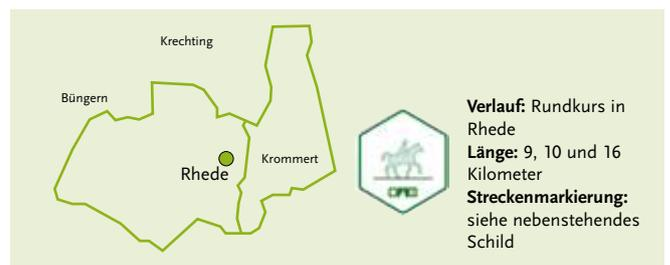 Krechting
Büngern
Krommert
Rhede
Verlauf: Rundkurs in
Rhede
Länge: 9, 10 und 16
Kilometer
Streckenmarkierung:
siehe nebenstehendes
Schild